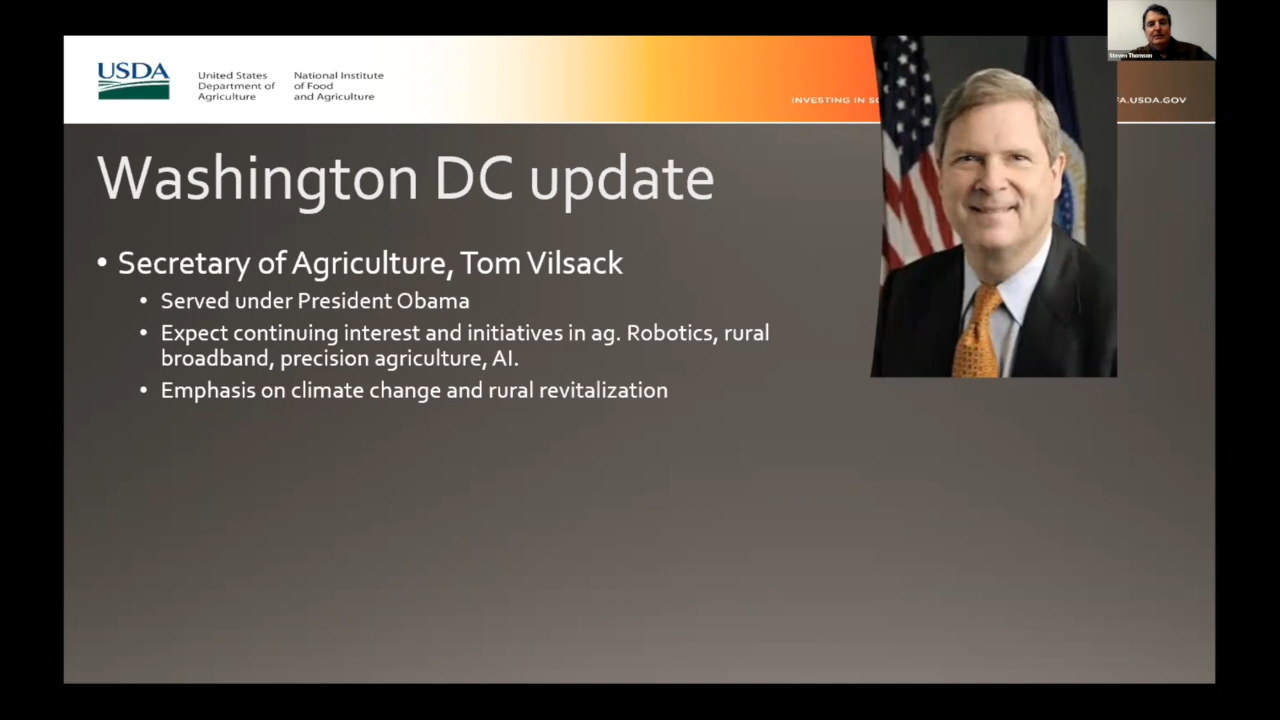 USDA
United States
Department of
Agriculture
National Institute
of Food
and Agriculture
INVESTING IN
.USDA.GOV
Steven Thomson
Washington DC update
• Secretary of Agriculture, Tom Vilsack
• Served under President Obama
• Expect continuing interest and initiatives in ag. Robotics, rural
broadband, precision agriculture, AI.
• Emphasis on climate change and rural revitalization